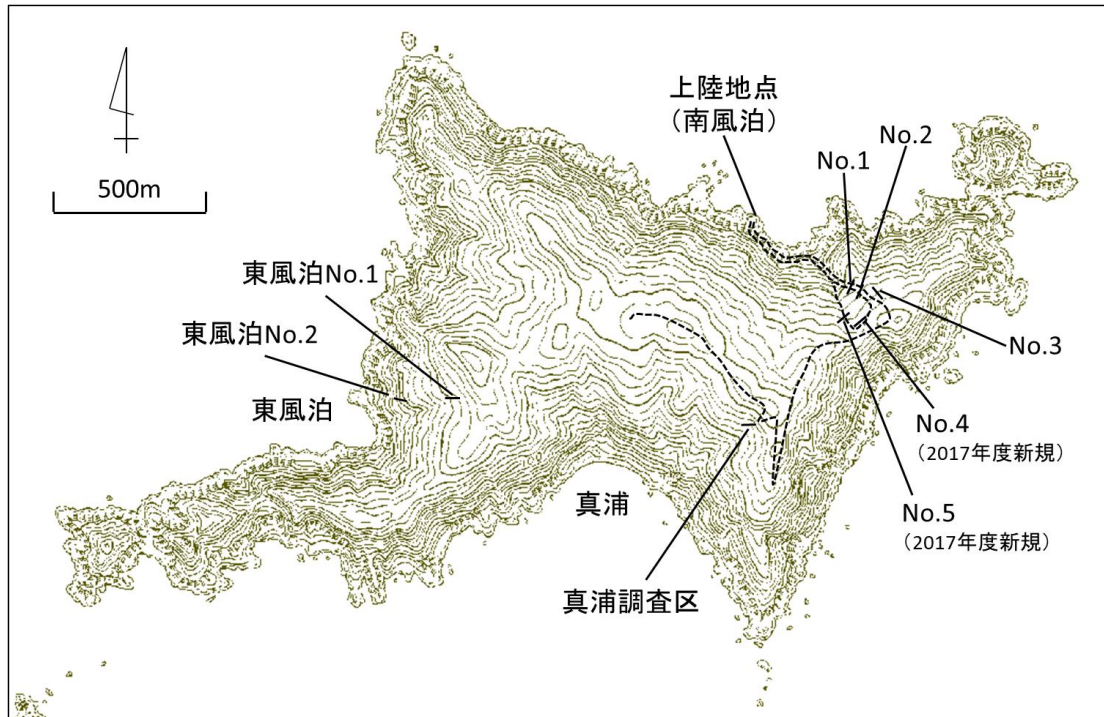 500m
上陸地点
（南風泊）
No.2
No.1
東風泊No.1
東風泊No.2
東風泊
No.3
No.4
（2017年度新規）
真浦
No.5
（2017年度新規）
真浦調査区